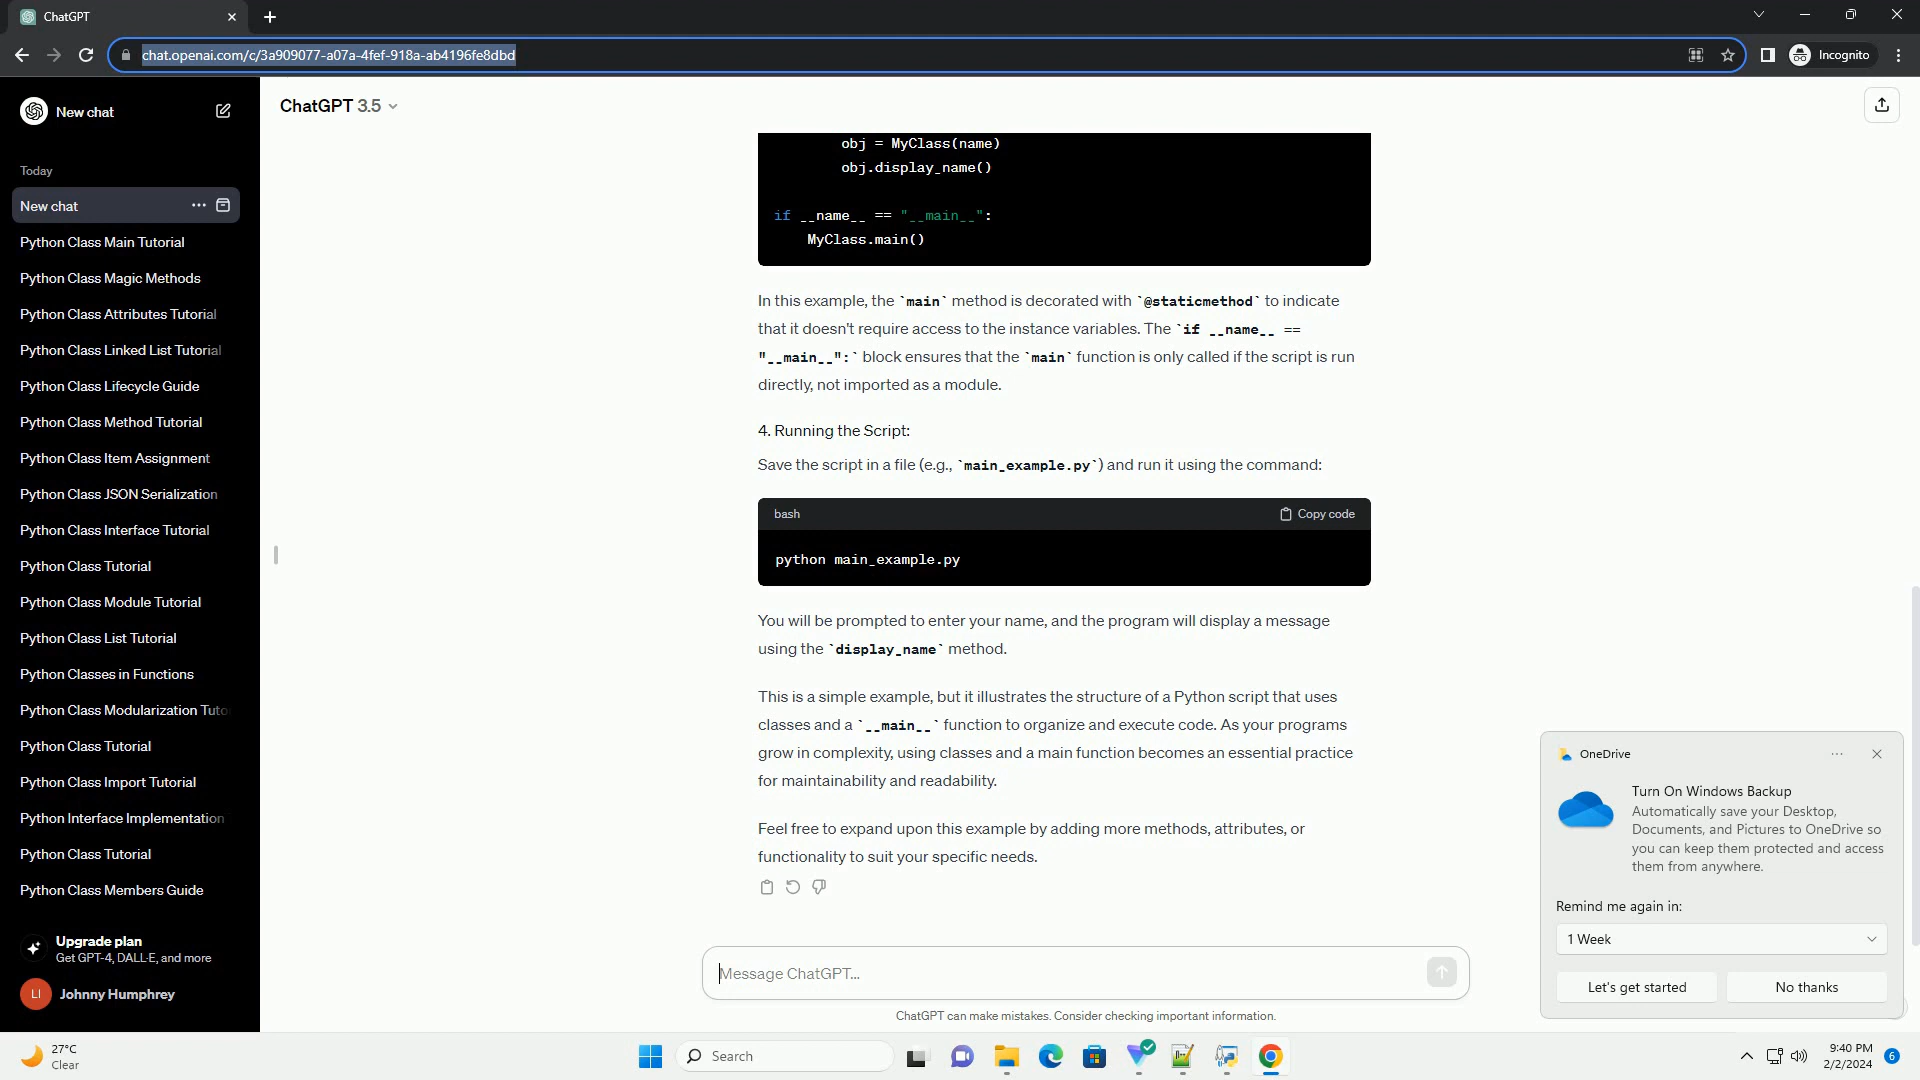 ChatGPT
chat.openai.com/c/3a909077-a07a-4fef-918a-ab4196fe8dbd
Incognito
New chat
Today
New chat
Python Class Main Tutorial
Python Class Magic Methods
Python Class Attributes Tutorial
Python Class Linked List Tutorial
Python Class Lifecycle Guide
Python Class Method Tutorial
Python Class Item Assignment
Python Class JSON Serialization
Python Class Interface Tutorial
Python Class Tutorial
Python Class Module Tutorial
Python Class List Tutorial
Python Classes in Functions
Python Class Modularization Tuto
Python Class Tutorial
Python Class Import Tutorial
Python Interface Implementation
Python Class Tutorial
Python Class Members Guide
Upgrade plan
Get GPT-4, DALL·E, and more
LI
Johnny Humphrey
ChatGPT 3.5
obj = MyClass(name)
obj.display_name()
if __name__ == "__main__":
MyClass.main()
In this example, the `main` method is decorated with `@staticmethod` to indicate
that it doesn't require access to the instance variables. The `if __name__ ==
"__main__":` block ensures that the `main` function is only called if the script is run
directly, not imported as a module.
4. Running the Script:
Save the script in a file (e.g., `main_example.py`) and run it using the command:
bash
Copy code
python main_example.py
You will be prompted to enter your name, and the program will display a message
using the `display_name` method.
This is a simple example, but it illustrates the structure of a Python script that uses
classes and a `__main__` function to organize and execute code. As your programs
grow in complexity, using classes and a main function becomes an essential practice
for maintainability and readability.
Feel free to expand upon this example by adding more methods, attributes, or
functionality to suit your specific needs.
Message ChatGPT...
ChatGPT can make mistakes. Consider checking important information.
OneDrive
Turn On Windows Backup
Automatically save your Desktop,
Documents, and Pictures to OneDrive so
you can keep them protected and access
them from anywhere.
Remind me again in:
1 Week
Let's get started
No thanks
27°C
Clear
Search
9:40 PM
2/2/2024
6